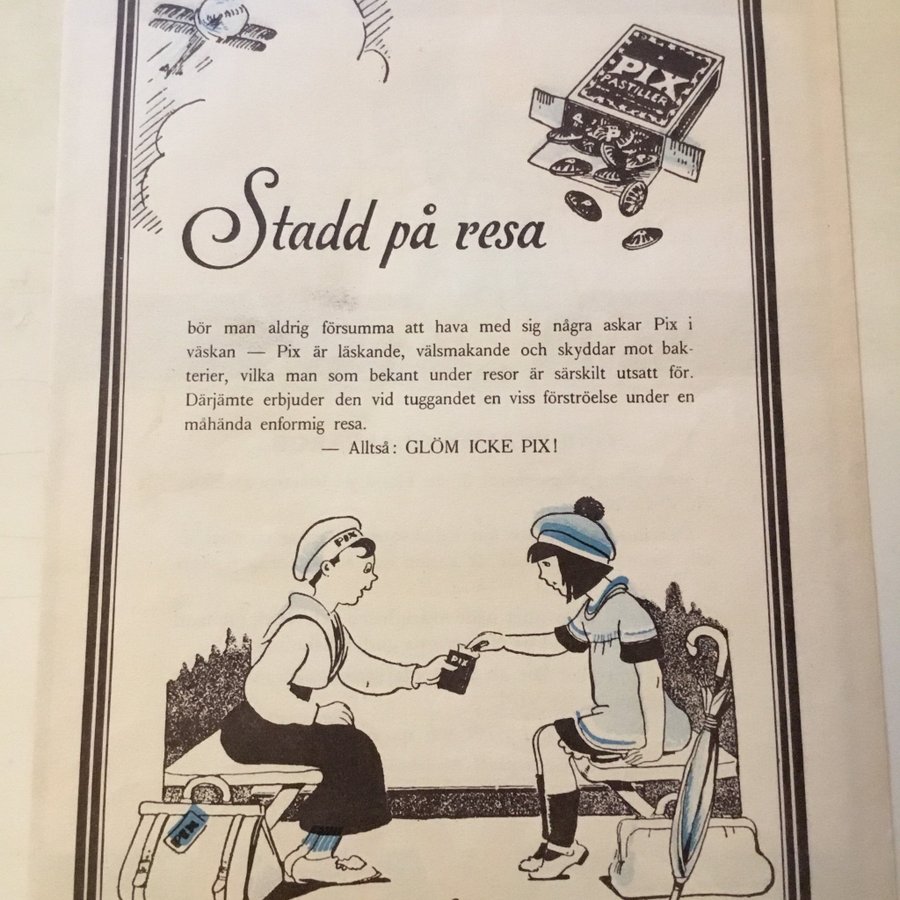 PIX
PASTILLER
Stadd på resa
bör man aldrig försumma att hava med sig några askar Pix i
väskan — Pix är läskande, välsmakande och skyddar mot bak-
terier, vilka man som bekant under resor är särskilt utsatt för.
Därjämte erbjuder den vid tuggandet en viss förströelse under en
måhända enformig resa.
— Alltså: GLÖM ICKE PIX!
PIX
PIX
PIX